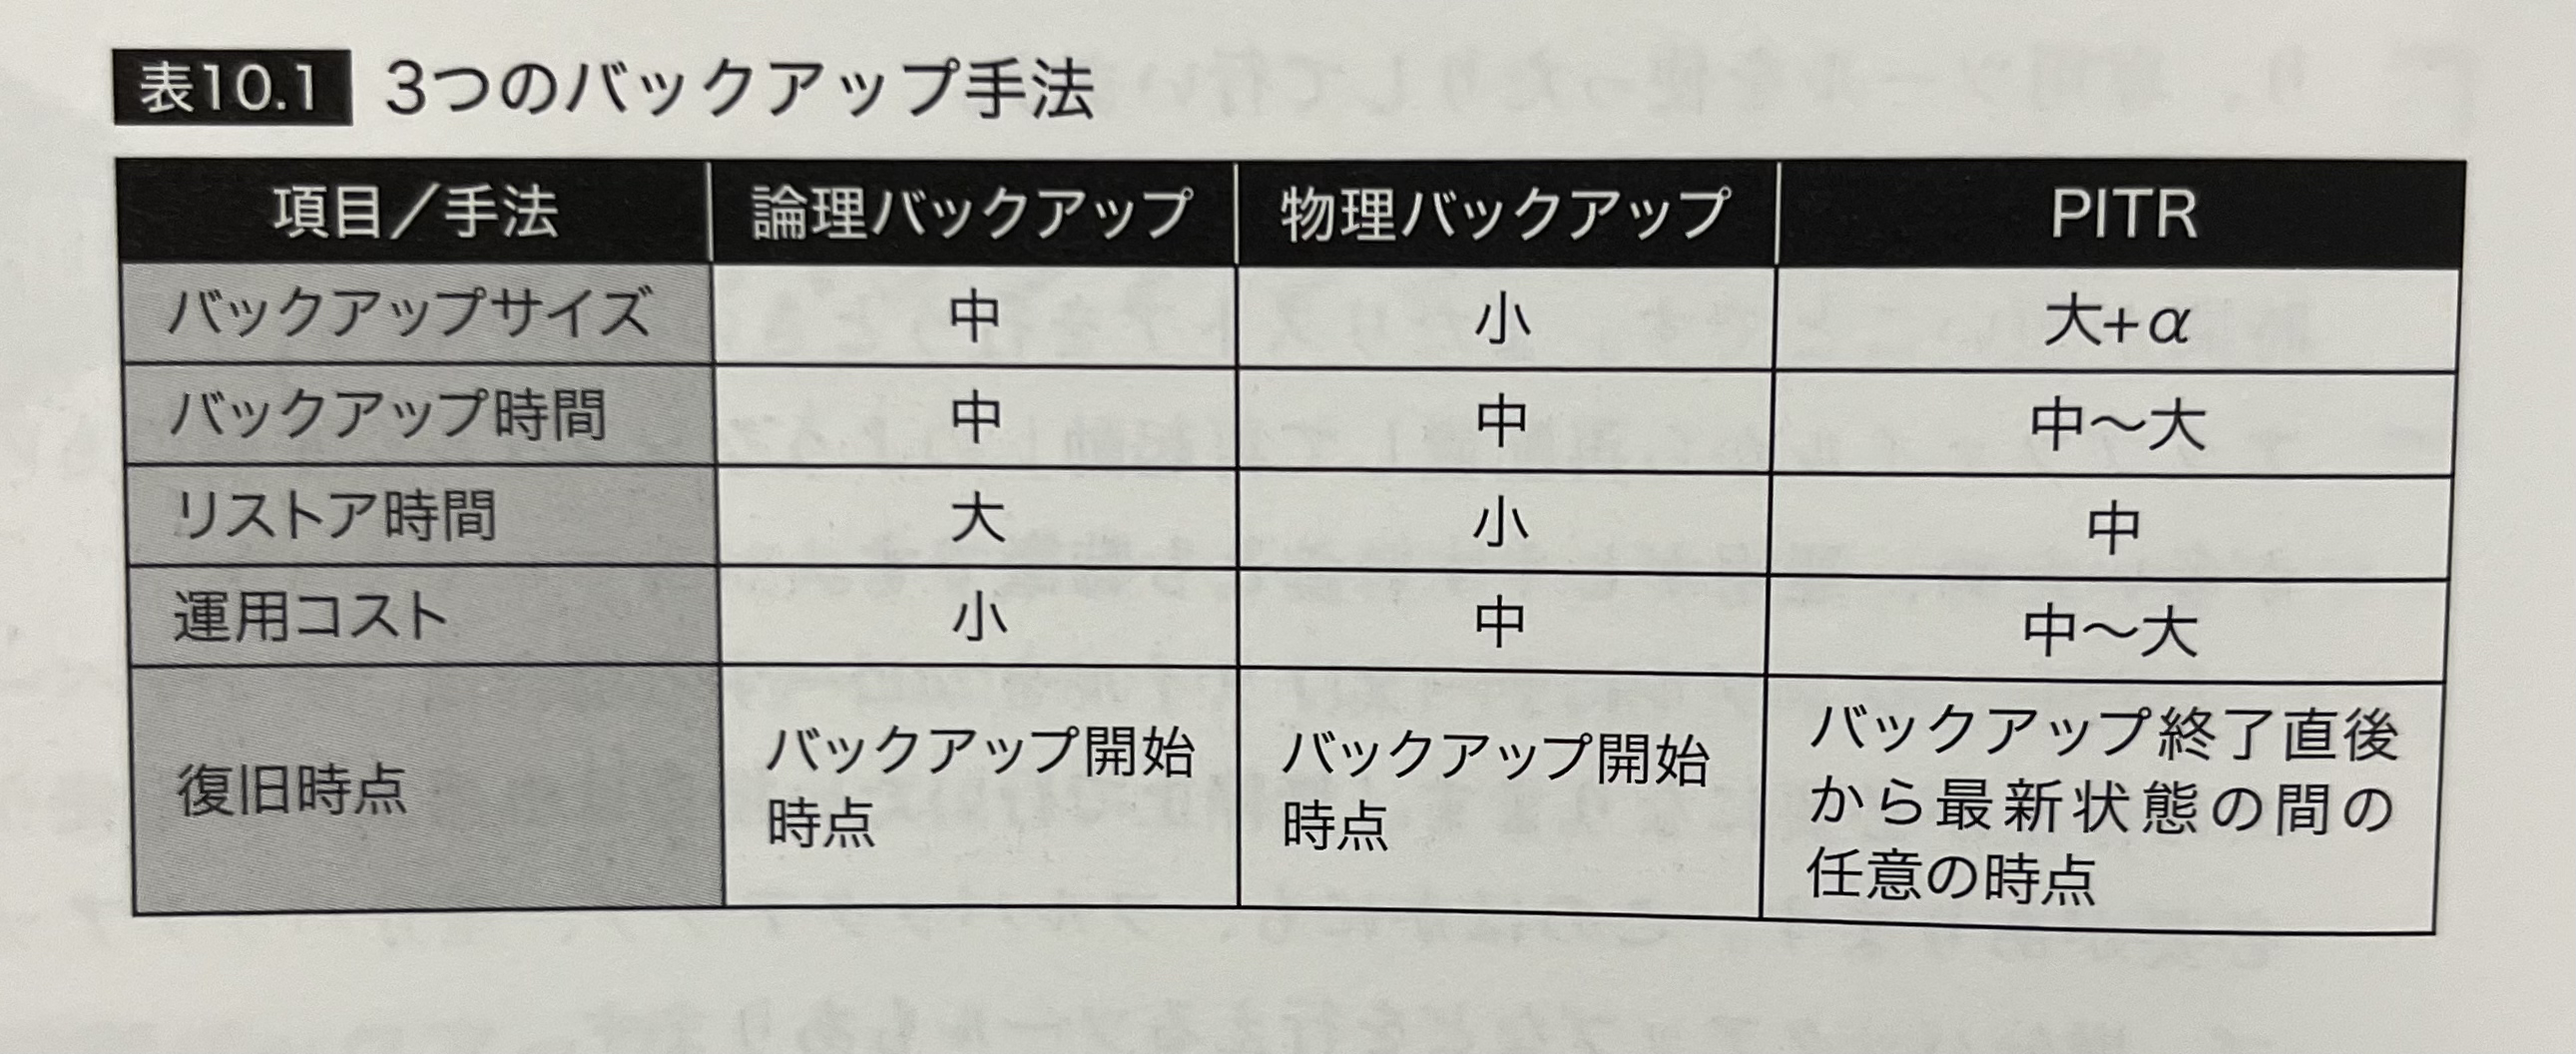 表10.1 3つのバックアップ手法
項目／手法 論理バックアップ 物理バックアップ PITR
バックアップサイズ 中 小 大+α
バックアップ時間 中 中 中～大
リストア時間 大 小 中
運用コスト 小 中 中～大
復旧時点
バックアップ開始
時点
バックアップ開始
時点
バックアップ終了直後
から最新状態の間の
任意の時点